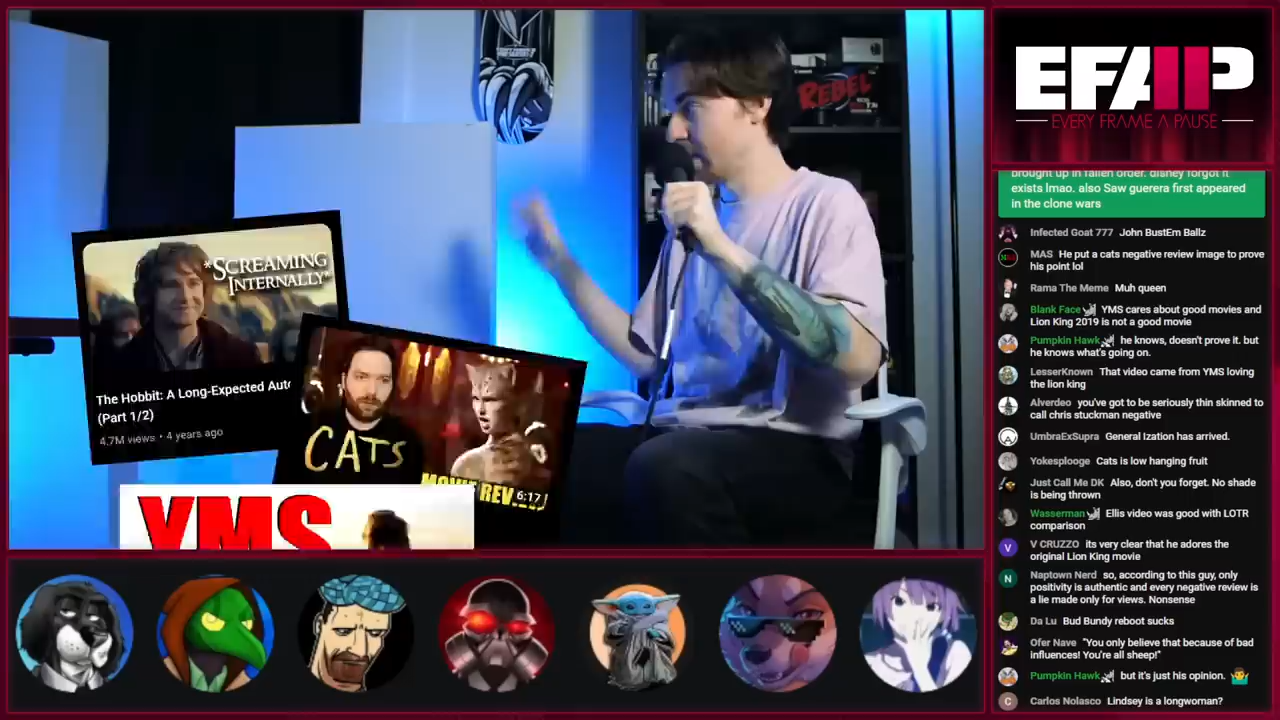 REBEL
*SCREAMING
INTERNALLY*
The Hobbit: A Long-Expected Auto
(Part 1/2)
4.7M views • 4 years ago
CATS
MOVIE REV
6:17
YMS
EFAP
EVERY FRAME A PAUSE
brought up in fallen order. disney forgot it
exists lmao. also Saw guerera first appeared
in the clone wars
Infected Goat 777 John BustEm Ballz
MAS He put a cats negative review image to prove
his point lol
Rama The Meme Muh queen
Blank Face YMS cares about good movies and
Lion King 2019 is not a good movie
Pumpkin Hawk he knows, doesn't prove it. but
he knows what's going on.
LesserKnown That video came from YMS loving
the lion king
Alverdeo you've got to be seriously thin skinned to
call chris stuckman negative
UmbraExSupra General Ization has arrived.
Yokesplooge Cats is low hanging fruit
Just Call Me DK Also, don't you forget. No shade
is being thrown
Wasserman Ellis video was good with LOTR
comparison
V CRUZZO its very clear that he adores the
original Lion King movie
Naptown Nerd so, according to this guy, only
positivity is authentic and every negative review is
a lie made only for views. Nonsense
Da Lu Bud Bundy reboot sucks
Ofer Nave "You only believe that because of bad
influences! You're all sheep!"
Pumpkin Hawk but it's just his opinion.
Carlos Nolasco Lindsey is a longwoman?